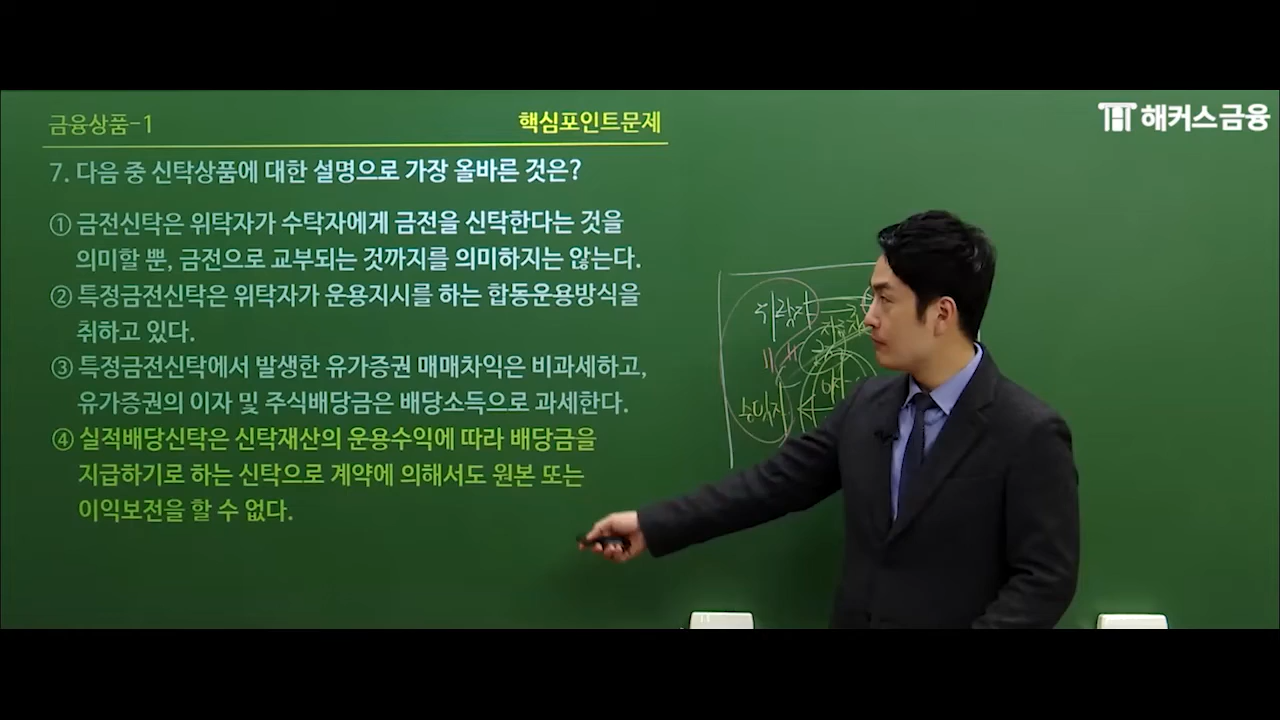 금융상품-1
핵심포인트문제
해커스금융
7. 다음 중 신탁상품에 대한 설명으로 가장 올바른 것은?
① 금전신탁은 위탁자가 수탁자에게 금전을 신탁한다는 것을
의미할 뿐, 금전으로 교부되는 것까지를 의미하지는 않는다.
② 특정금전신탁은 위탁자가 운용지시를 하는 합동운용방식을
취하고 있다.
③ 특정금전신탁에서 발생한 유가증권 매매차익은 비과세하고,
유가증권의 이자 및 주식배당금은 배당소득으로 과세한다.
④ 실적배당신탁은 신탁재산의 운용수익에 따라 배당금을
지급하기로 하는 신탁으로 계약에 의해서도 원본 또는
이익보전을 할 수 없다.
위탁자
수익자